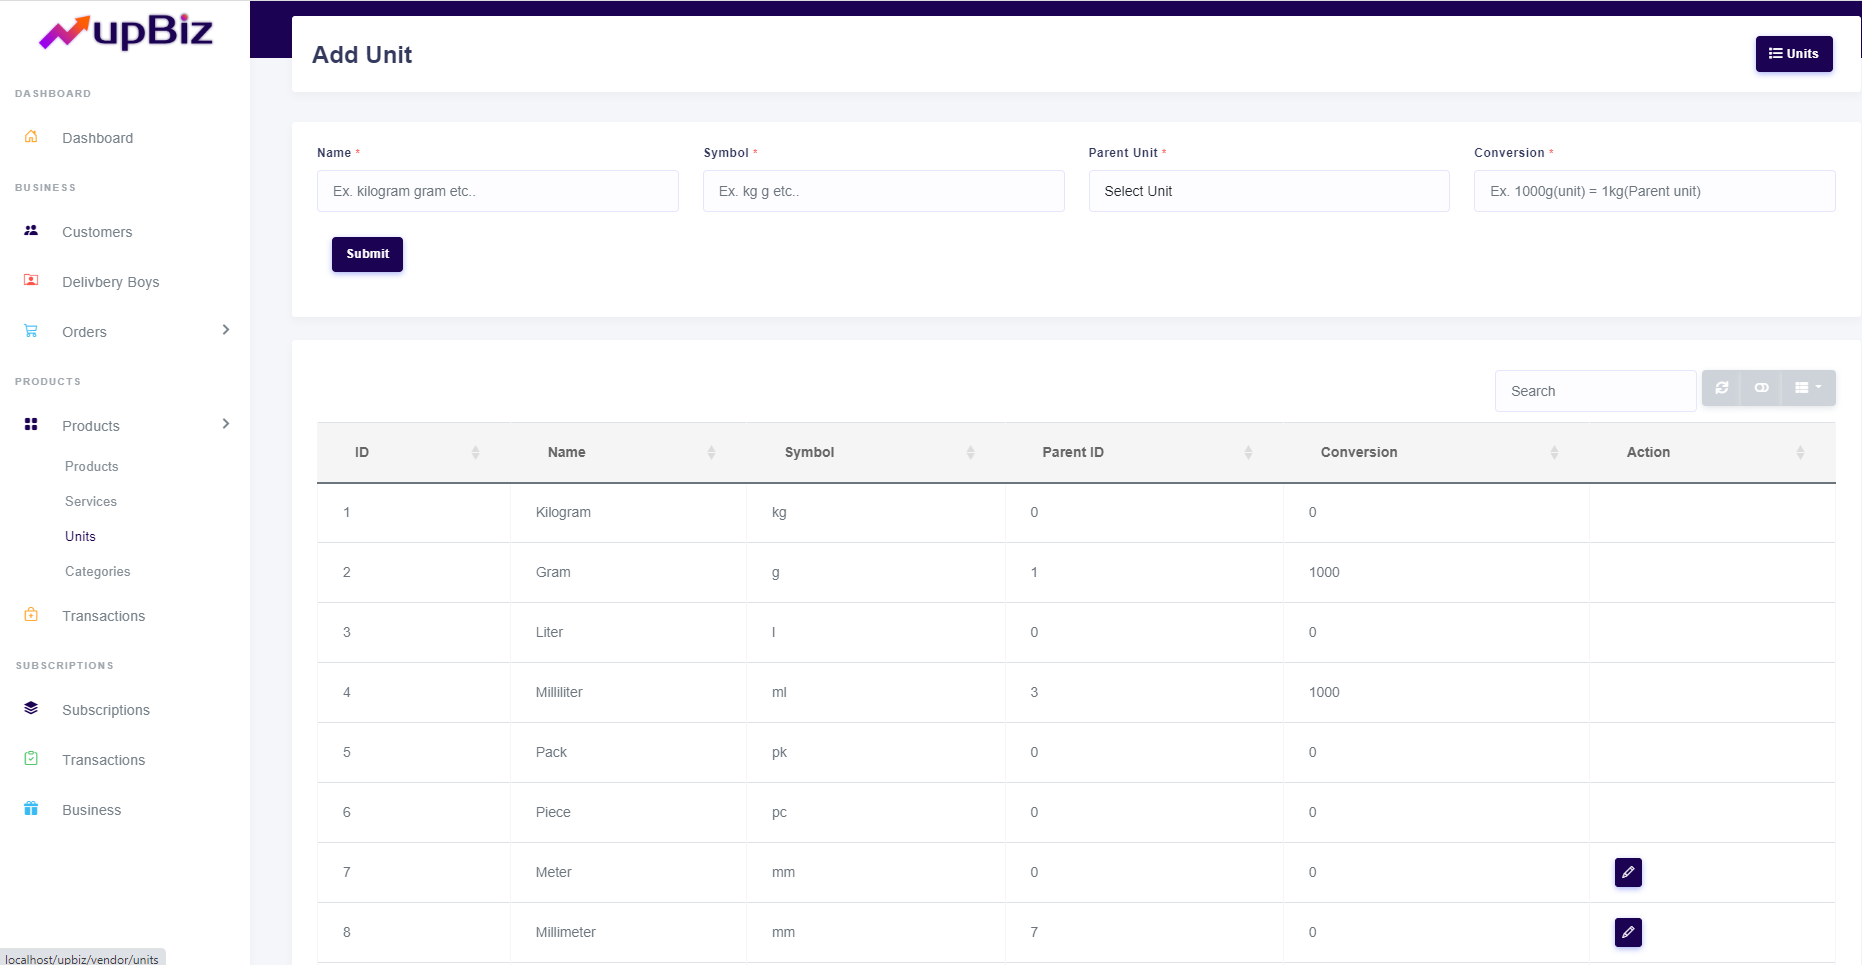 upBiz
DASHBOARD
Dashboard
BUSINESS
Customers
Delivbery Boys
Orders
PRODUCTS
Products
Products
Services
Units
Categories
Transactions
SUBSCRIPTIONS
Subscriptions
Transactions
Business
localhost/upbiz/vendor/units
Add Unit
Units
Name * Symbol * Parent Unit * Conversion *
Ex. kilogram gram etc.. Ex. kg g etc.. Select Unit Ex. 1000g(unit) = 1kg(Parent unit)
Submit
Search
ID Name Symbol Parent ID Conversion Action
1 Kilogram kg 0 0
2 Gram g 1 1000
3 Liter l 0 0
4 Milliliter ml 3 1000
5 Pack pk 0 0
6 Piece pc 0 0
7 Meter mm 0 0
8 Millimeter mm 7 0